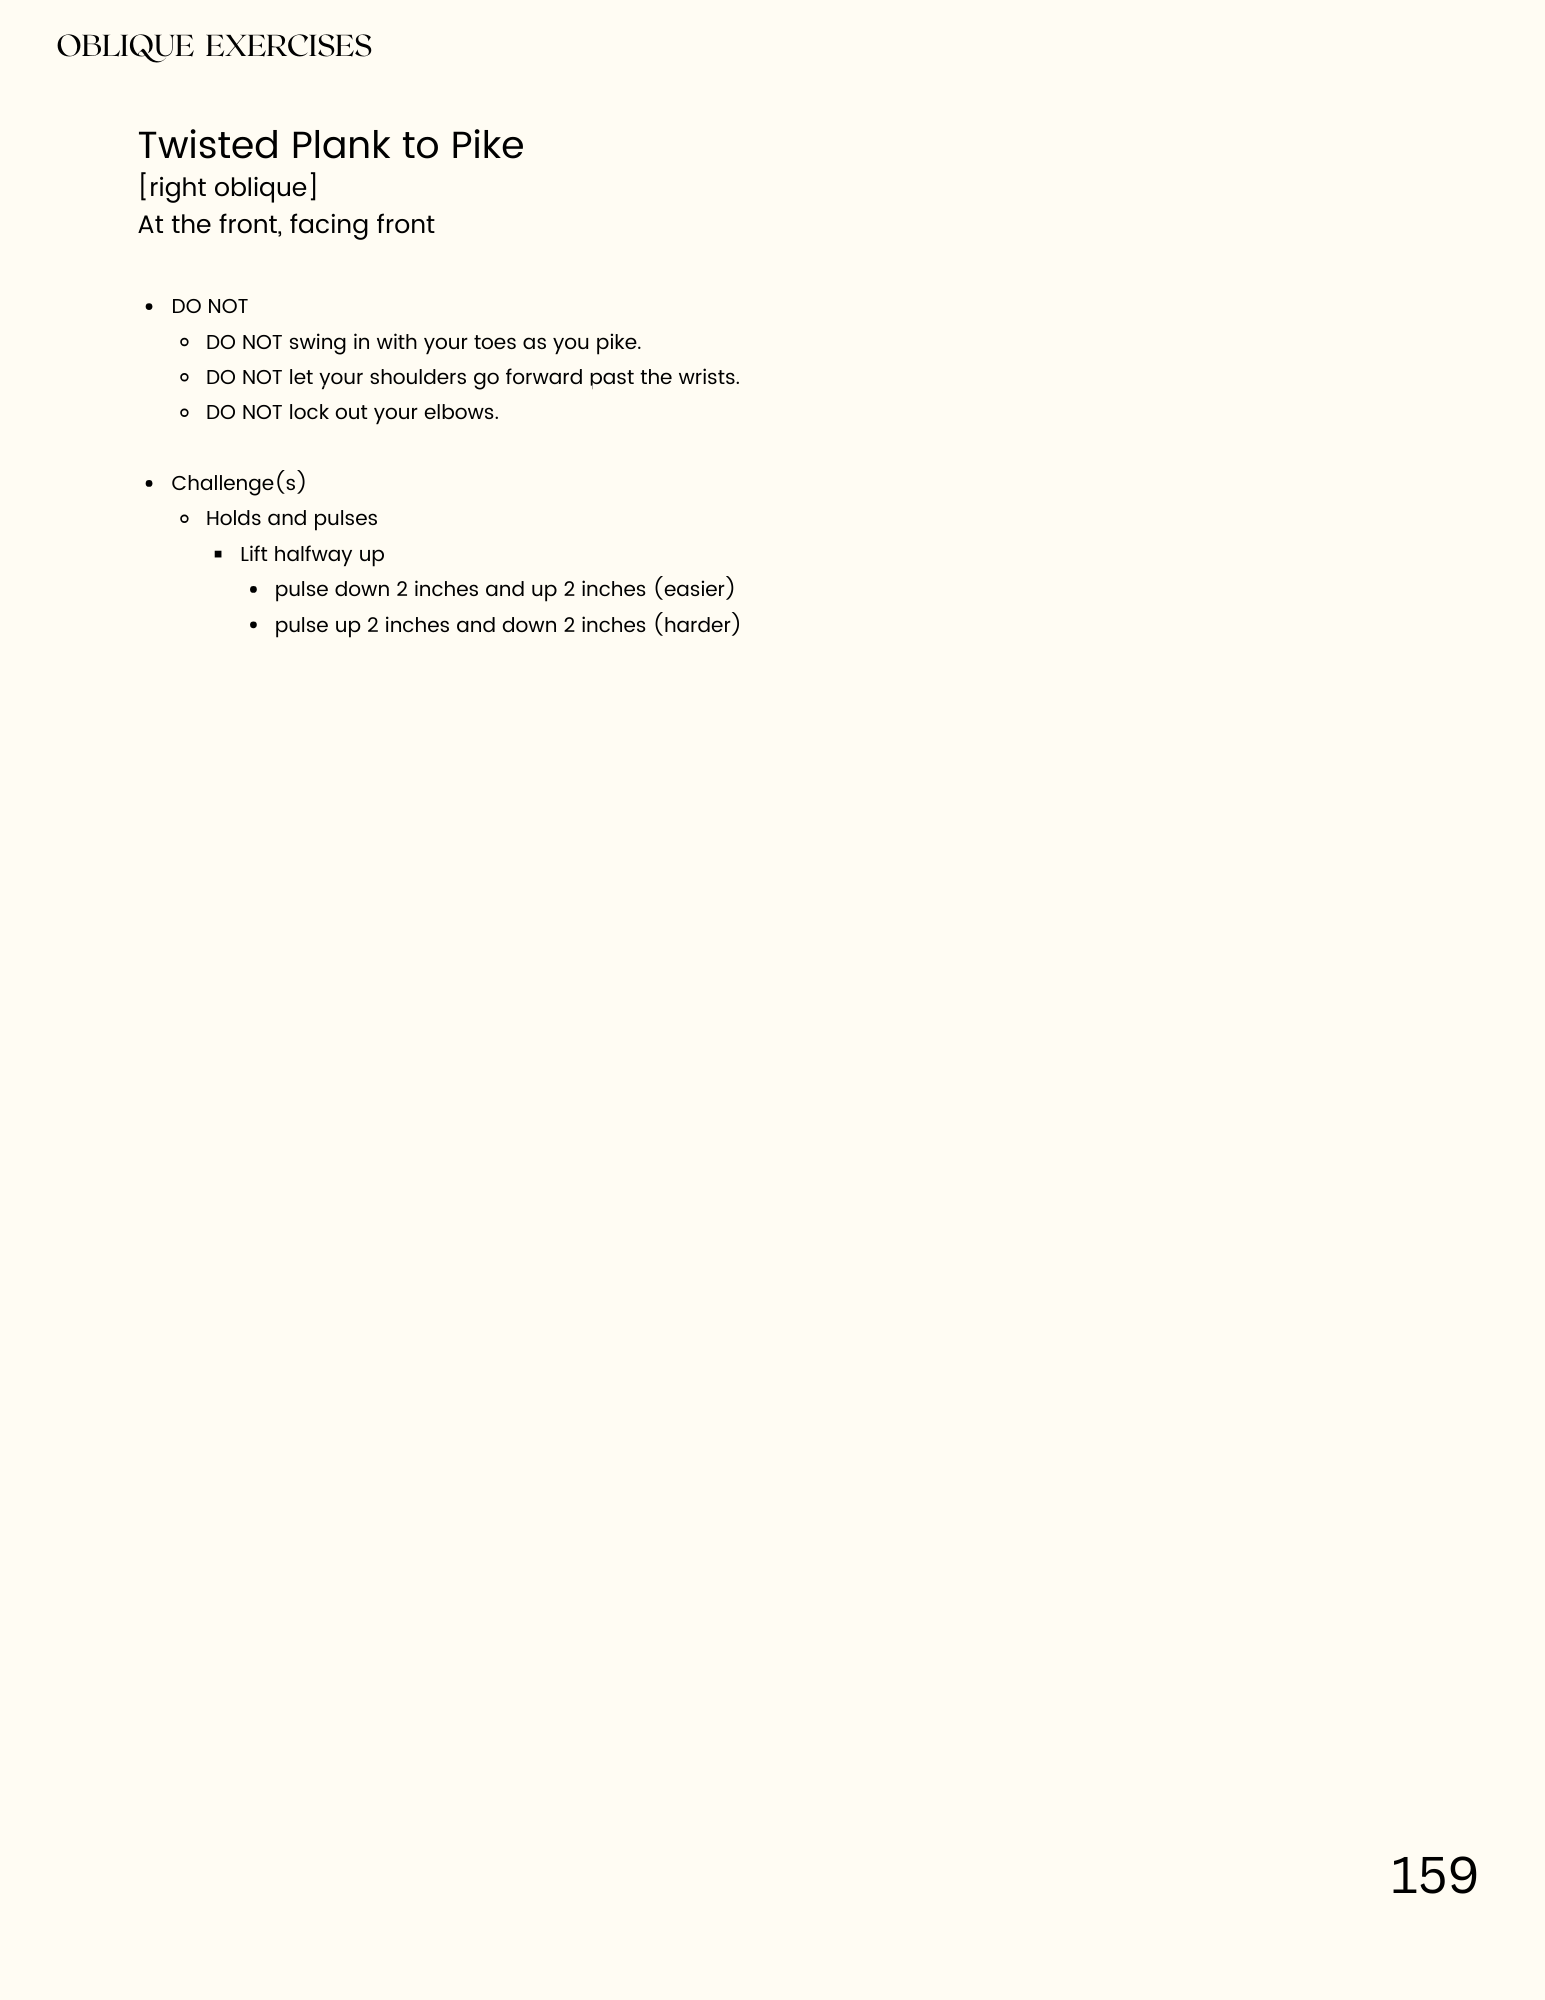 OBLIQUE EXERCISES
Twisted Plank to Pike
[right oblique]
At the front, facing front
• DO NOT
○ DO NOT swing in with your toes as you pike.
○ DO NOT let your shoulders go forward past the wrists.
○ DO NOT lock out your elbows.
• Challenge(s)
○ Holds and pulses
▪ Lift halfway up
• pulse down 2 inches and up 2 inches (easier)
• pulse up 2 inches and down 2 inches (harder)
159